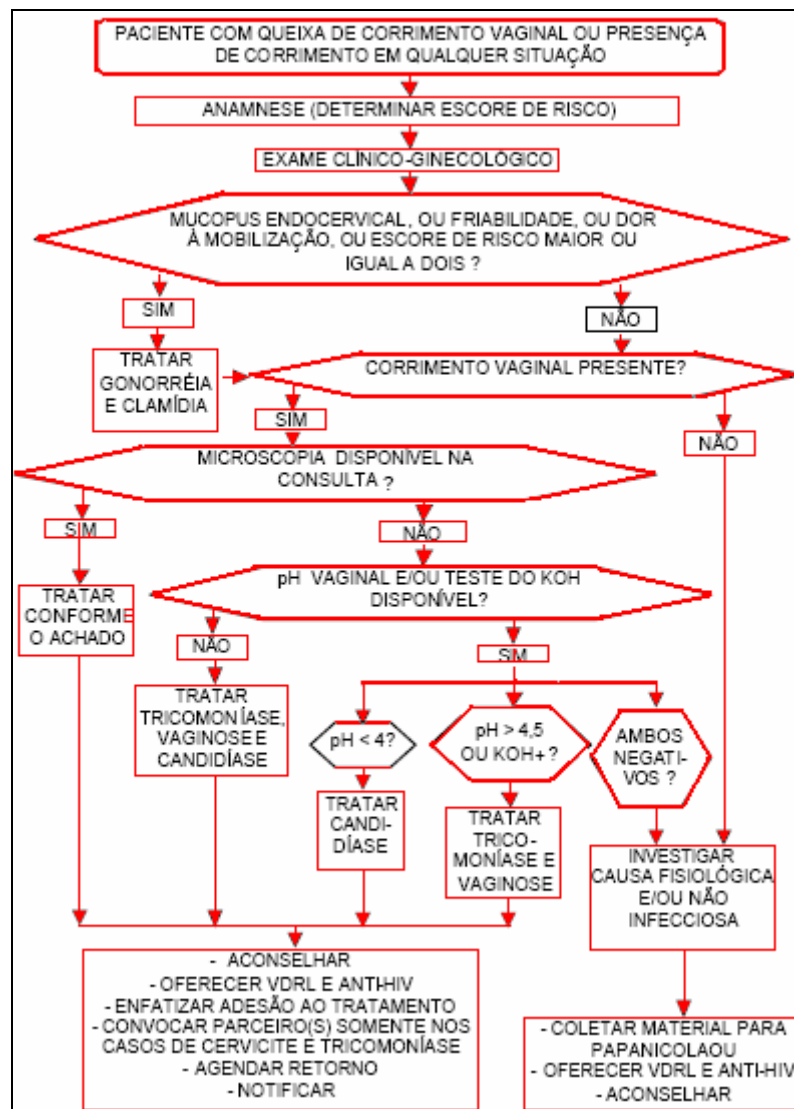 PACIENTE COM QUEIXA DE CORRIMENTO VAGINAL OU PRESENÇA
DE CORRIMENTO EM QUALQUER SITUAÇÃO
ANAMNESE (DETERMINAR ESCORE DE RISCO)
EXAME CLÍNICO-GINECOLÓGICO
MUCOPUS ENDOCERVICAL, OU FRIABILIDADE, OU DOR
À MOBILIZAÇÃO, OU ESCORE DE RISCO MAIOR OU
IGUAL A DOIS ?
SIM
NÃO
TRATAR
GONORRÉIA
E CLAMÍDIA
CORRIMENTO VAGINAL PRESENTE?
SIM
NÃO
MICROSCOPIA DISPONÍVEL NA
CONSULTA ?
SIM
NÃO
pH VAGINAL E/OU TESTE DO KOH
DISPONÍVEL?
TRATAR
CONFORME
O ACHADO
NÃO
SIM
TRATAR
TRICOMONÍASE,
VAGINOSE E
CANDIDÍASE
pH < 4?
pH > 4,5
OU KOH+ ?
AMBOS
NEGATI-
VOS ?
TRATAR
CANDI-
DÍASE
TRATAR
TRICO-
MONÍASE E
VAGINOSE
INVESTIGAR
CAUSA FISIOLÓGICA
E/OU NÃO
INFECCIOSA
- ACONSELHAR
- OFERECER VDRL E ANTI-HIV
- ENFATIZAR ADESÃO AO TRATAMENTO
- CONVOCAR PARCEIRO(S) SOMENTE NOS
CASOS DE CERVICITE E TRICOMONÍASE
- AGENDAR RETORNO
- NOTIFICAR
- COLETAR MATERIAL PARA
PAPANICOLAOU
- OFERECER VDRL E ANTI-HIV
- ACONSELHAR